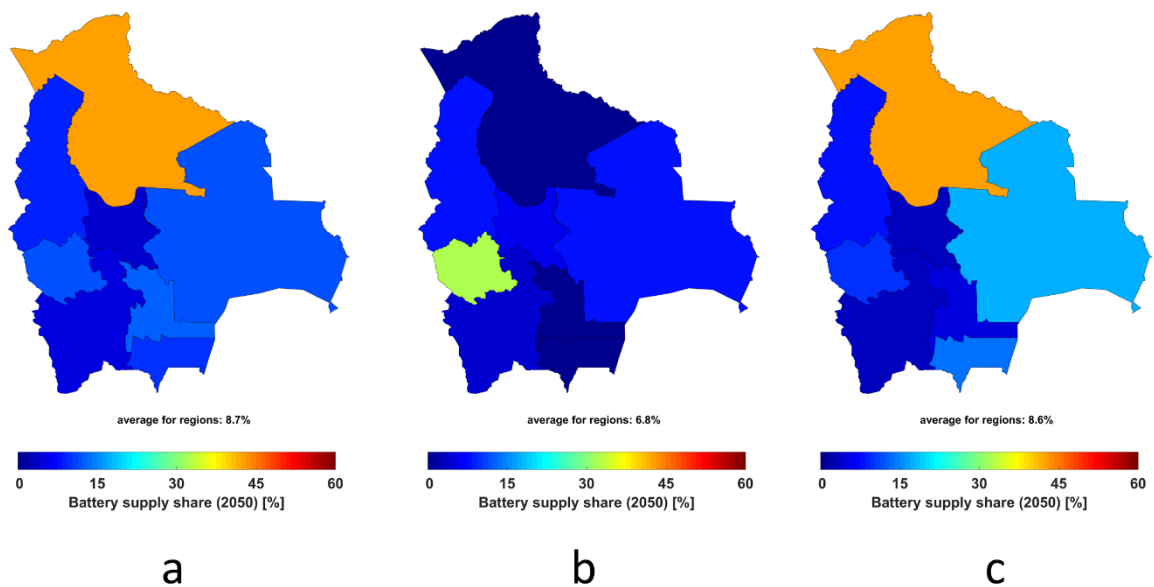 average for regions: 8.7%
average for regions: 6.8%
average for regions: 8.6%
0 15 30 45 60
0 15 30 45 60
0 15 30 45 60
Battery supply share (2050) [%]
Battery supply share (2050) [%]
Battery supply share (2050) [%]
a
b
c